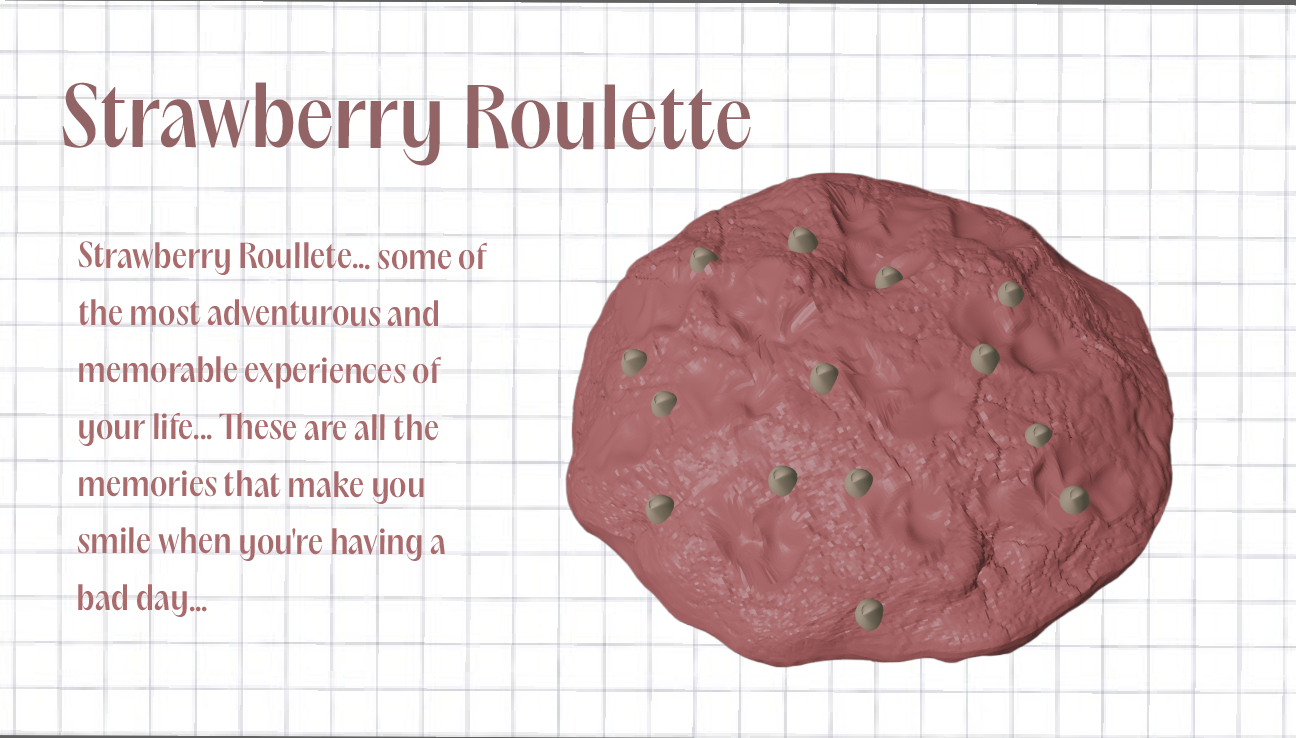 Strawberry Roulette
Strawberry Roullete... some of
the most adventurous and
memorable experiences of
your life... These are all the
memories that make you
smile when you're having a
bad day...